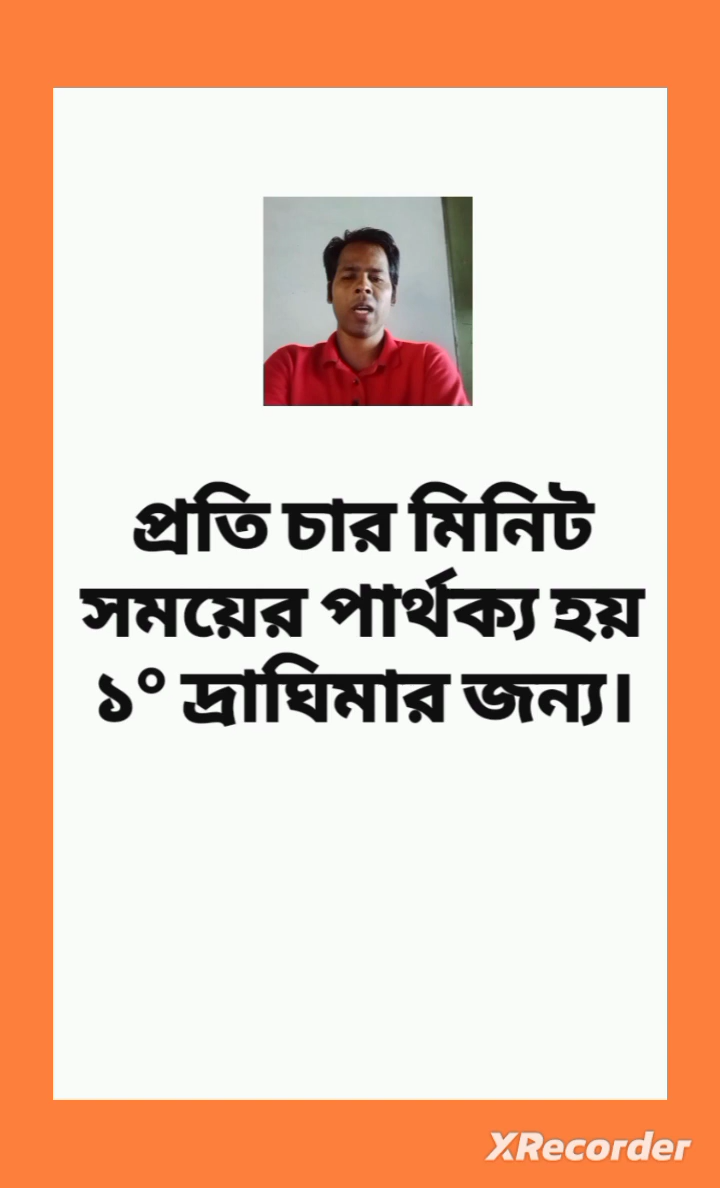 প্রতি চার মিনিট
সময়ের পার্থক্য হয়
১° দ্রাঘিমার জন্য।
XRecorder